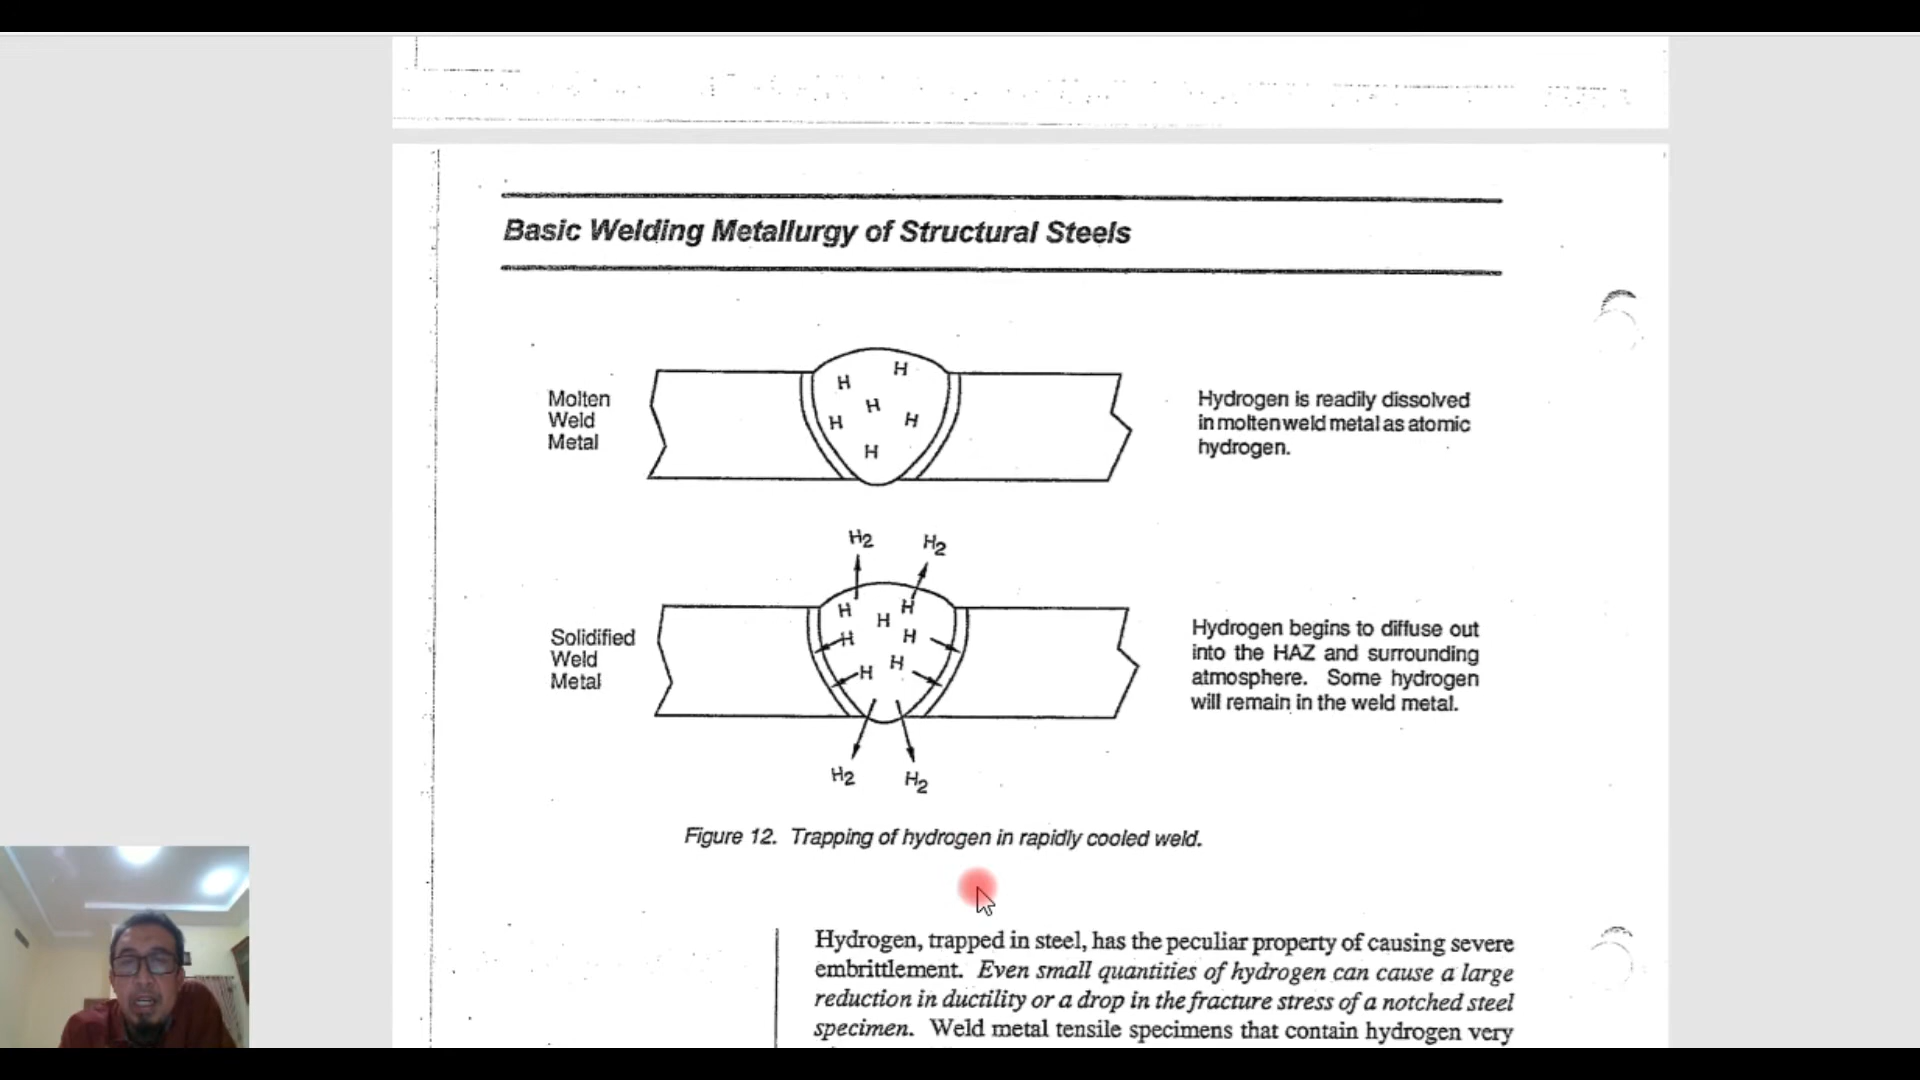 Basic Welding Metallurgy of Structural Steels
Molten
Weld
Metal
H
H
H
H
H
H
Hydrogen is readily dissolved
in molten weld metal as atomic
hydrogen.
H2
H2
Solidified
Weld
Metal
H
H
H
H
H
H
H
H2
H2
Hydrogen begins to diffuse out
into the HAZ and surrounding
atmosphere. Some hydrogen
will remain in the weld metal.
Figure 12. Trapping of hydrogen in rapidly cooled weld.
Hydrogen, trapped in steel, has the peculiar property of causing severe
embrittlement. Even small quantities of hydrogen can cause a large
reduction in ductility or a drop in the fracture stress of a notched steel
specimen. Weld metal tensile specimens that contain hydrogen very